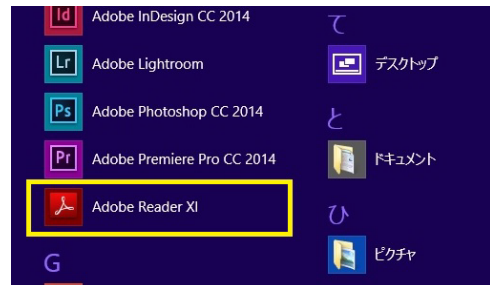 Id Adobe InDesign CC 2014
Lr Adobe Lightroom
Ps Adobe Photoshop CC 2014
Pr Adobe Premiere Pro CC 2014
Adobe Reader XI
G
て
デスクトップ
と
ドキュメント
ひ
ピクチャ